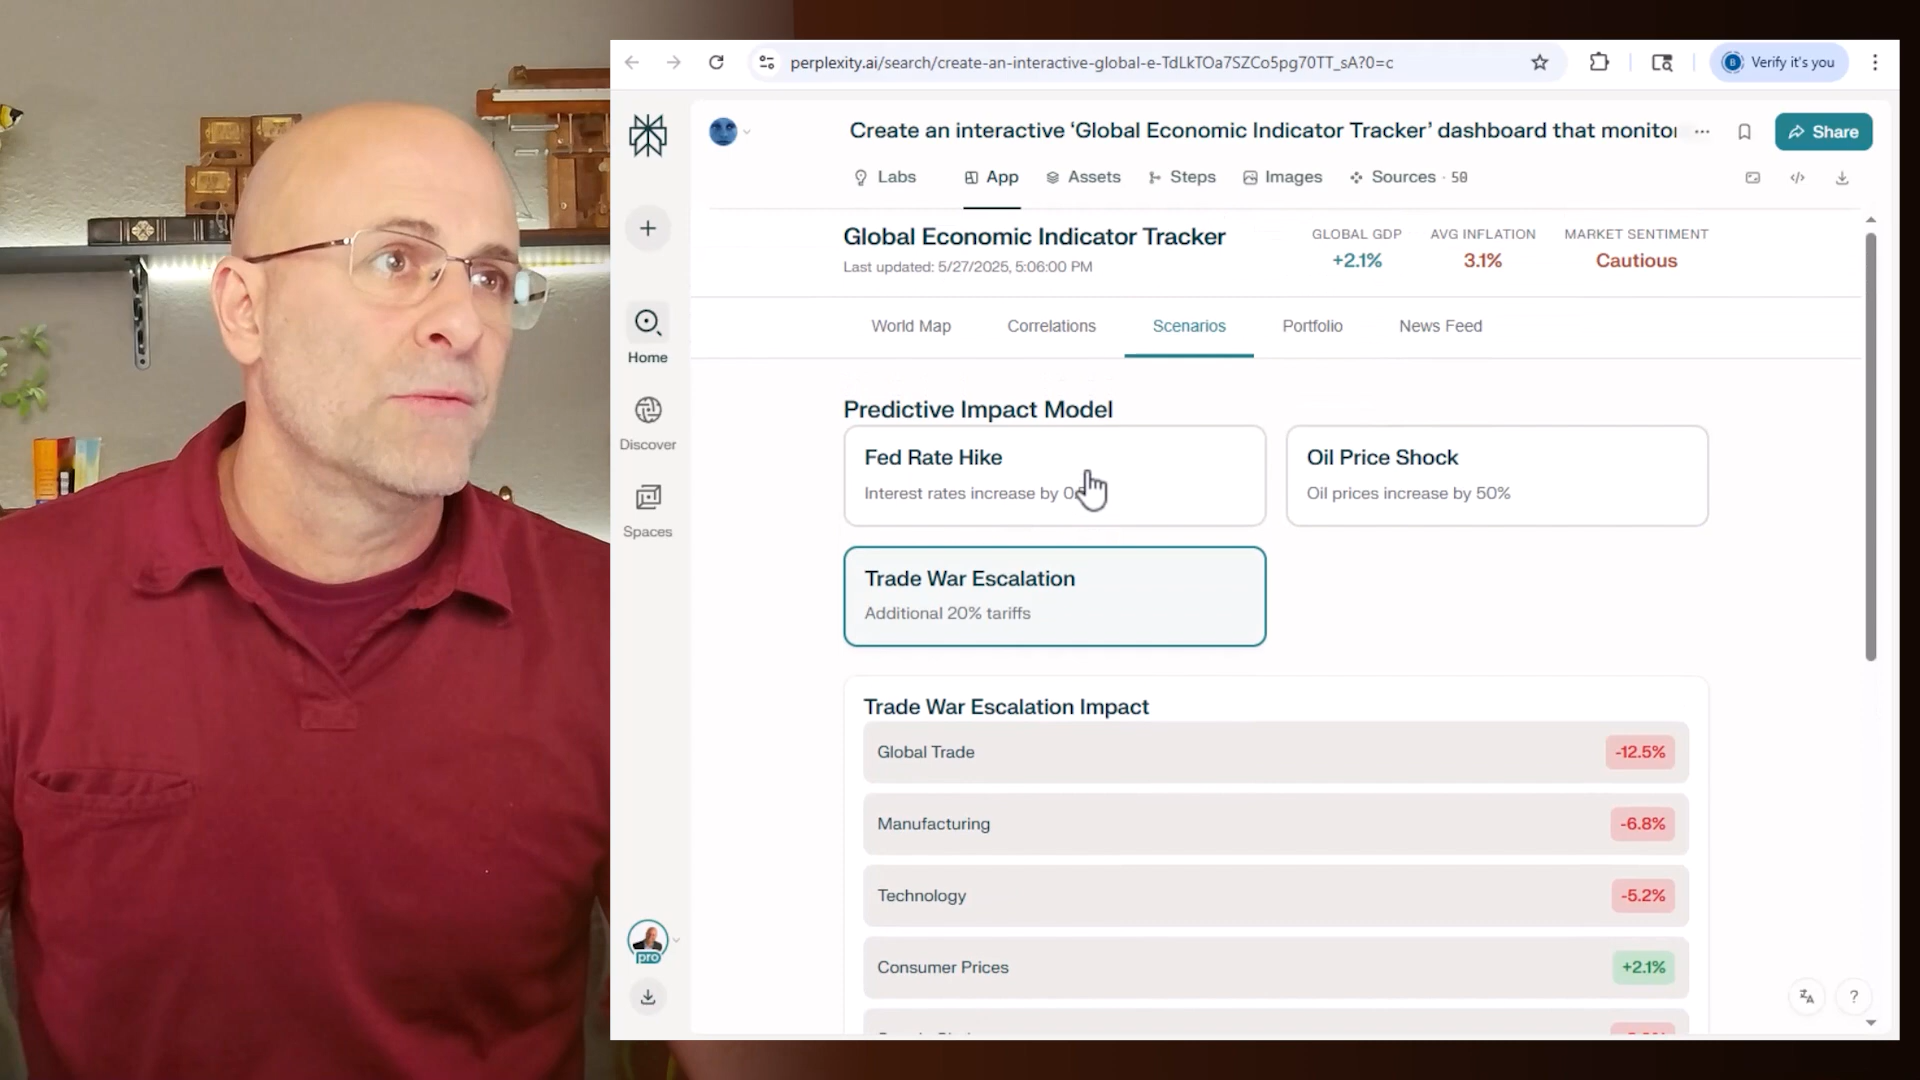 perplexity.ai/search/create-an-interactive-global-e-TdLkTOa7SZCo5pg70TT_sA?0=c
Verify it's you
Create an interactive ‘Global Economic Indicator Tracker’ dashboard that monitor
Share
Labs
App
Assets
Steps
Images
Sources · 50
Global Economic Indicator Tracker
Last updated: 5/27/2025, 5:06:00 PM
GLOBAL GDP
+2.1%
AVG INFLATION
3.1%
MARKET SENTIMENT
Cautious
Home
Discover
Spaces
pro
World Map
Correlations
Scenarios
Portfolio
News Feed
Predictive Impact Model
Fed Rate Hike
Interest rates increase by
Oil Price Shock
Oil prices increase by 50%
Trade War Escalation
Additional 20% tariffs
Trade War Escalation Impact
Global Trade
-12.5%
Manufacturing
-6.8%
Technology
-5.2%
Consumer Prices
+2.1%